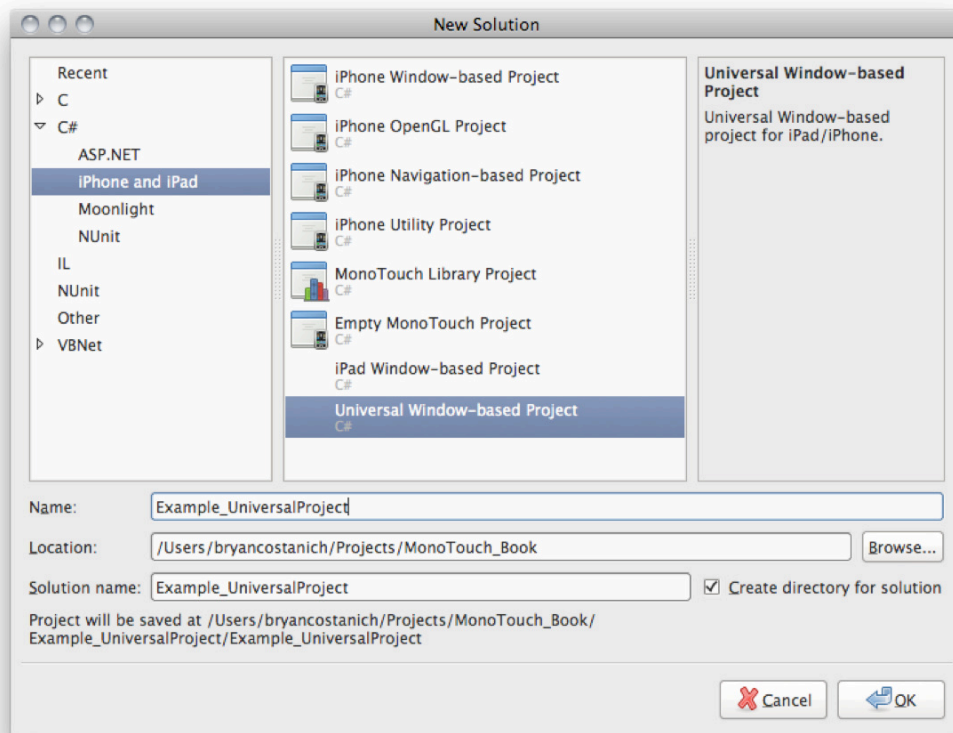 New Solution
Recent
C
C#
ASP.NET
iPhone and iPad
Moonlight
NUnit
IL
NUnit
Other
VBNet
iPhone Window-based Project
C#
iPhone OpenGL Project
C#
iPhone Navigation-based Project
C#
iPhone Utility Project
C#
MonoTouch Library Project
C#
Empty MonoTouch Project
C#
iPad Window-based Project
C#
Universal Window-based Project
C#
Universal Window-based
Project
Universal Window-based
project for iPad/iPhone.
Name: Example_UniversalProject
Location: /Users/bryancostanich/Projects/MonoTouch_Book Browse...
Solution name: Example_UniversalProject Create directory for solution
Project will be saved at /Users/bryancostanich/Projects/MonoTouch_Book/
Example_UniversalProject/Example_UniversalProject
Cancel OK